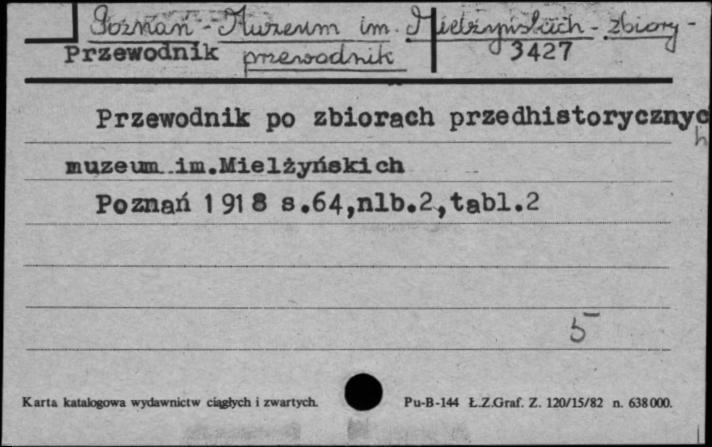 Poznań - Muzeum im. Mielżyńskich - zbiory -
Przewodnik przewodnik 3427
Przewodnik po zbiorach przedhistorycznyc
h
muzeum im.Mielżyńskich
Poznań 1918 s.64,nlb.2,tabl.2
5
Karta katalogowa wydawnictw ciągłych i zwartych. Pu-B-144 Ł.Z.Graf. Z. 120/15/82 n. 638000.